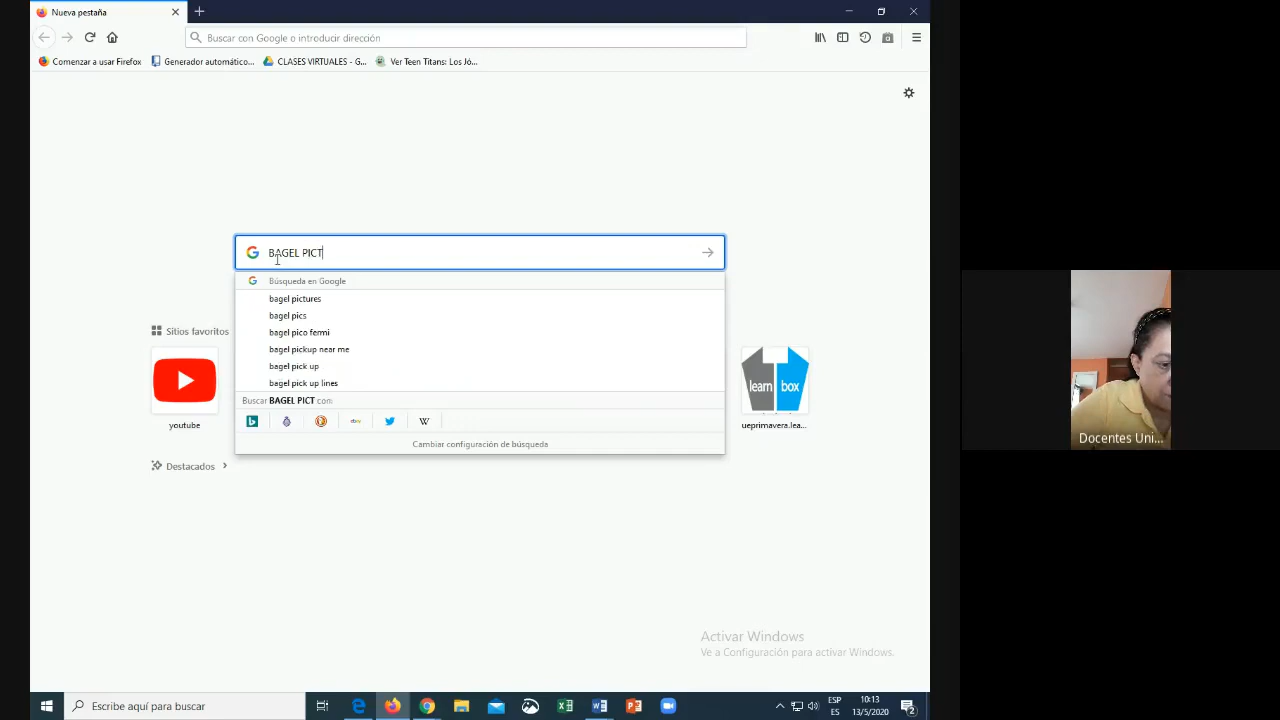 Nueva pestaña
Buscar con Google o introducir dirección
Comenzar a usar Firefox
Generador automático...
CLASES VIRTUALES - G...
Ver Teen Titans: Los Jó...
BAGEL PICT
Búsqueda en Google
bagel pictures
bagel pics
bagel pico fermi
bagel pickup near me
bagel pick up
bagel pick up lines
Buscar BAGEL PICT con:
ebay
W
Cambiar configuración de búsqueda
Sitios favoritos
youtube
learn box
ueprimavera.lea...
Destacados
Docentes Uni...
Activar Windows
Ve a Configuración para activar Windows.
Escribe aquí para buscar
ESP
ES
10:13
13/5/2020
2